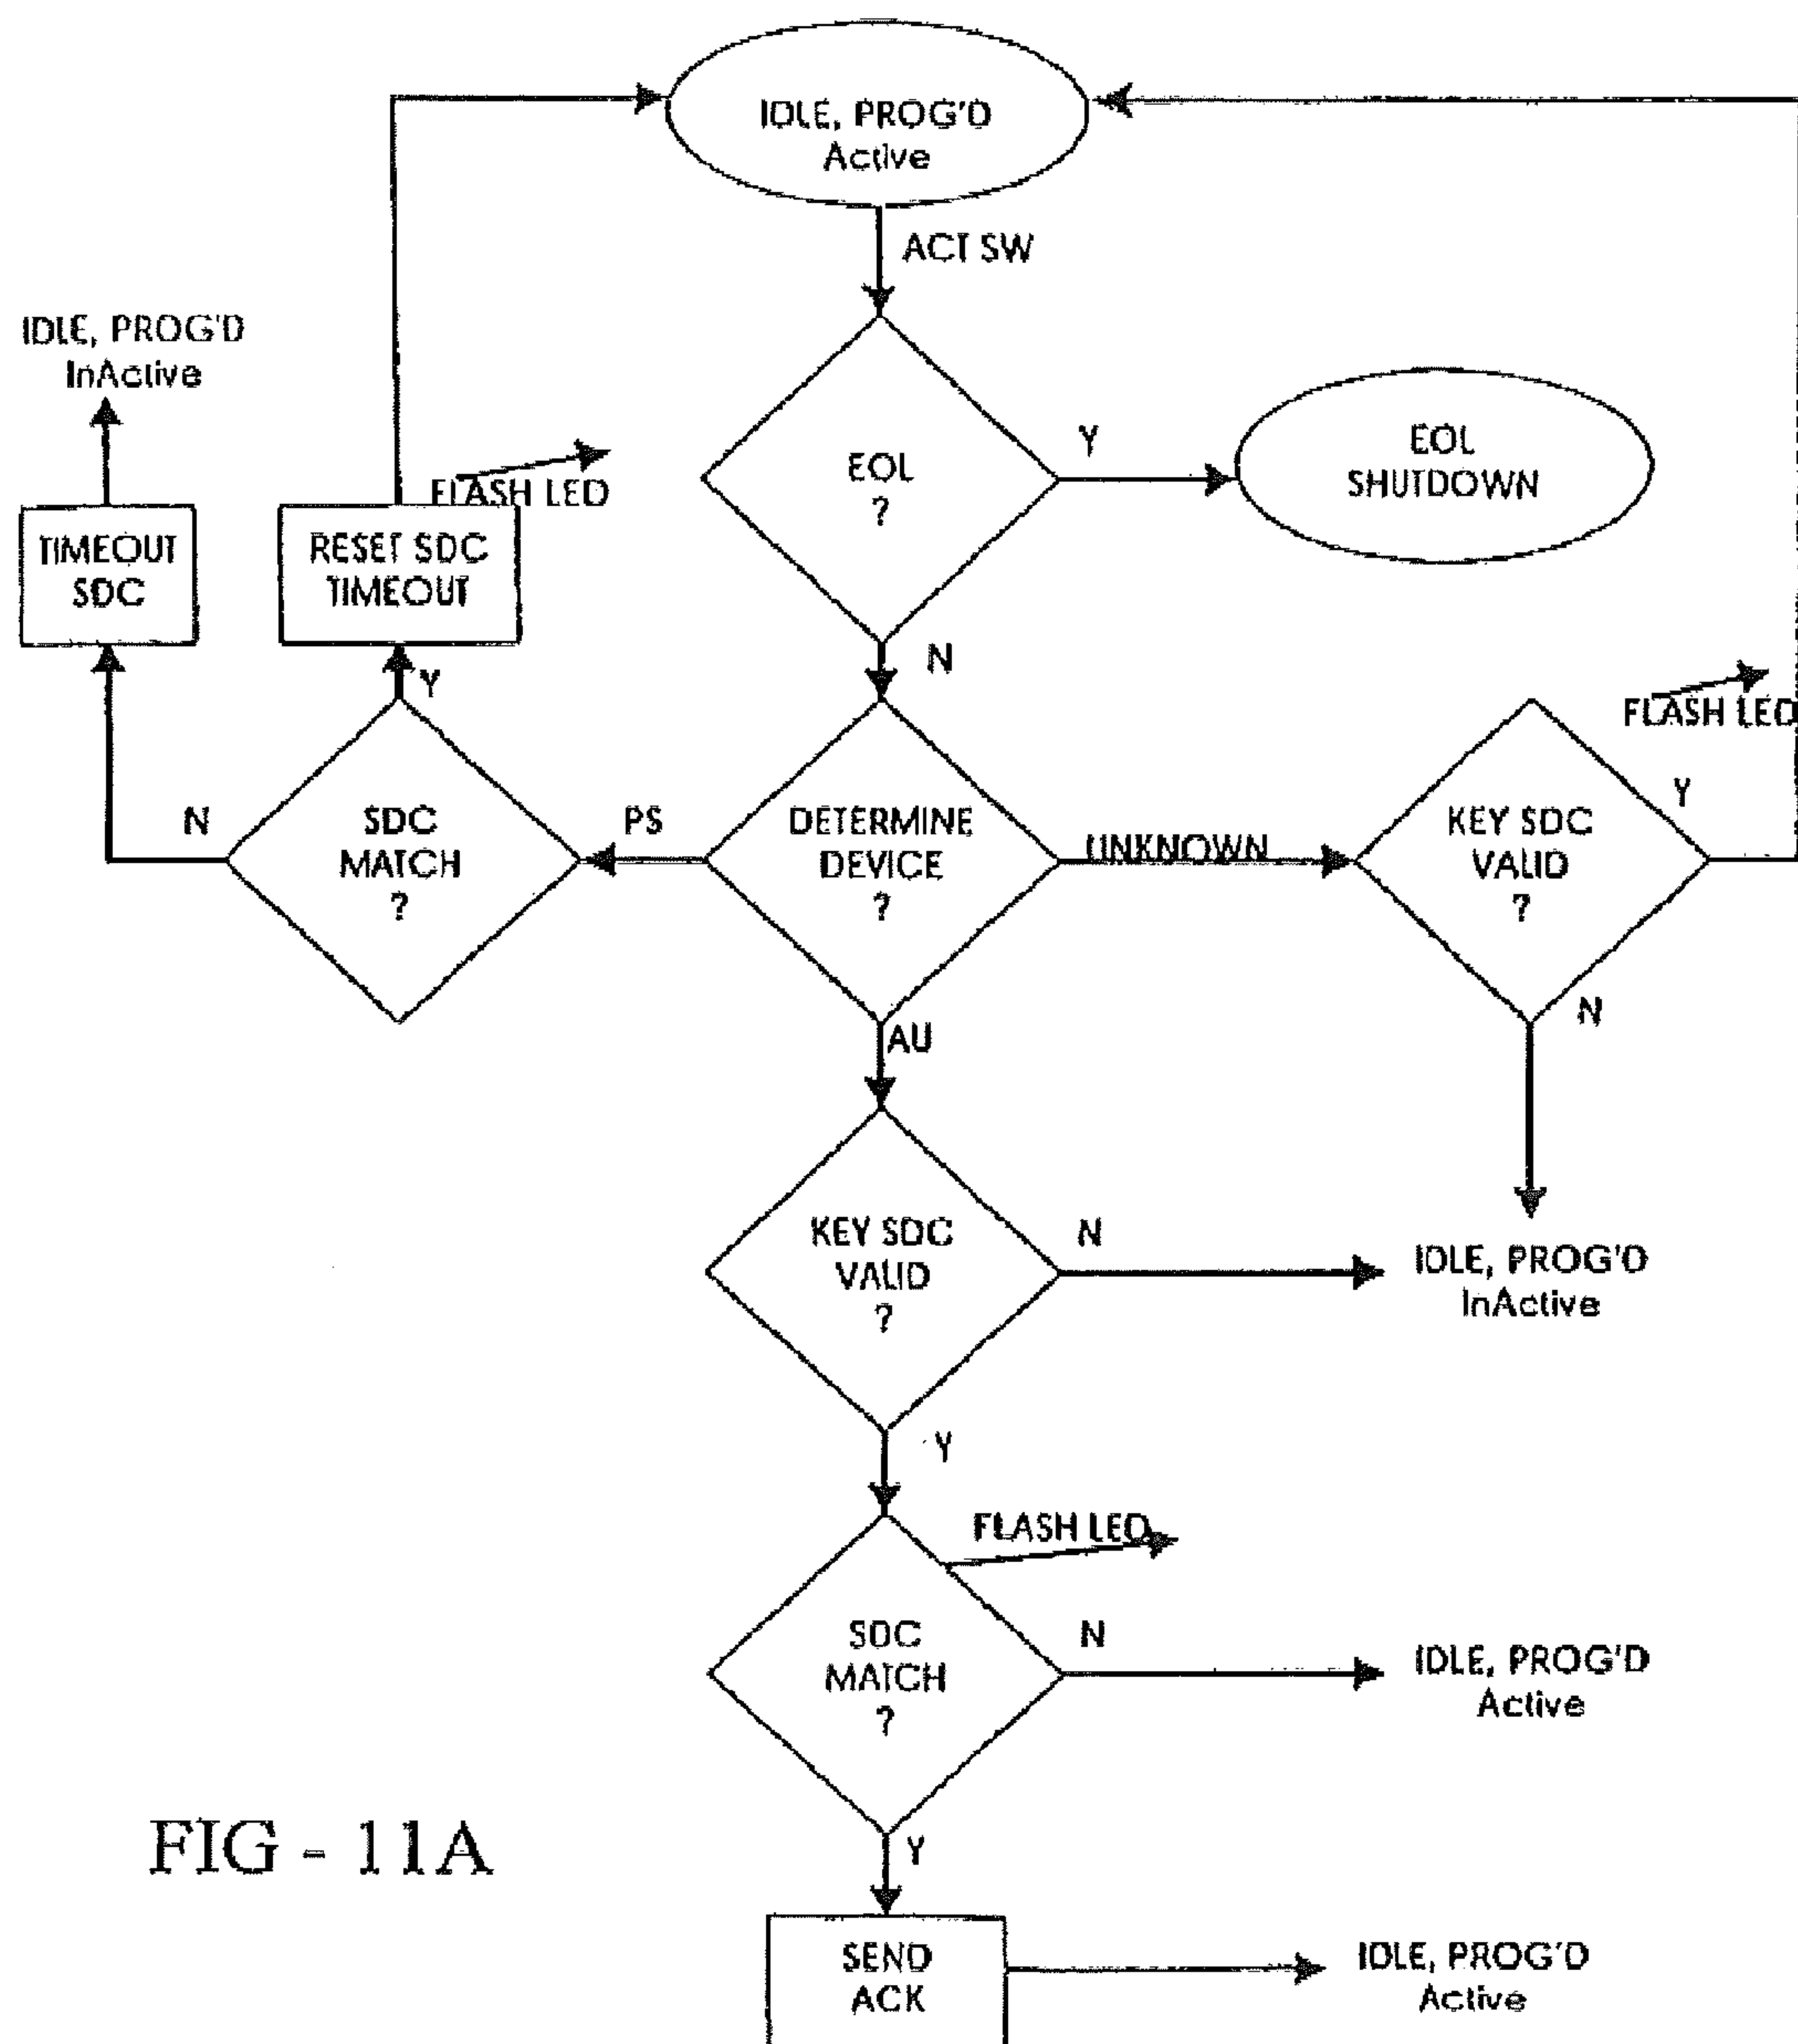 IDLE, PROG'D
Active
ACT SW
IDLE, PROG'D
InActive
EOL
?
Y
EOL
SHUTDOWN
FLASH LED
TIMEOUT
SDC
RESET SDC
TIMEOUT
N
Y
FLASH LED
N
SDC
MATCH
?
PS
DETERMINE
DEVICE
?
UNKNOWN
KEY SDC
VALID
?
Y
N
AU
KEY SDC
VALID
?
N
IDLE, PROG'D
InActive
Y
FLASH LED
SDC
MATCH
?
N
IDLE, PROG'D
Active
Y
FIG - 11A
SEND
ACK
IDLE, PROG'D
Active